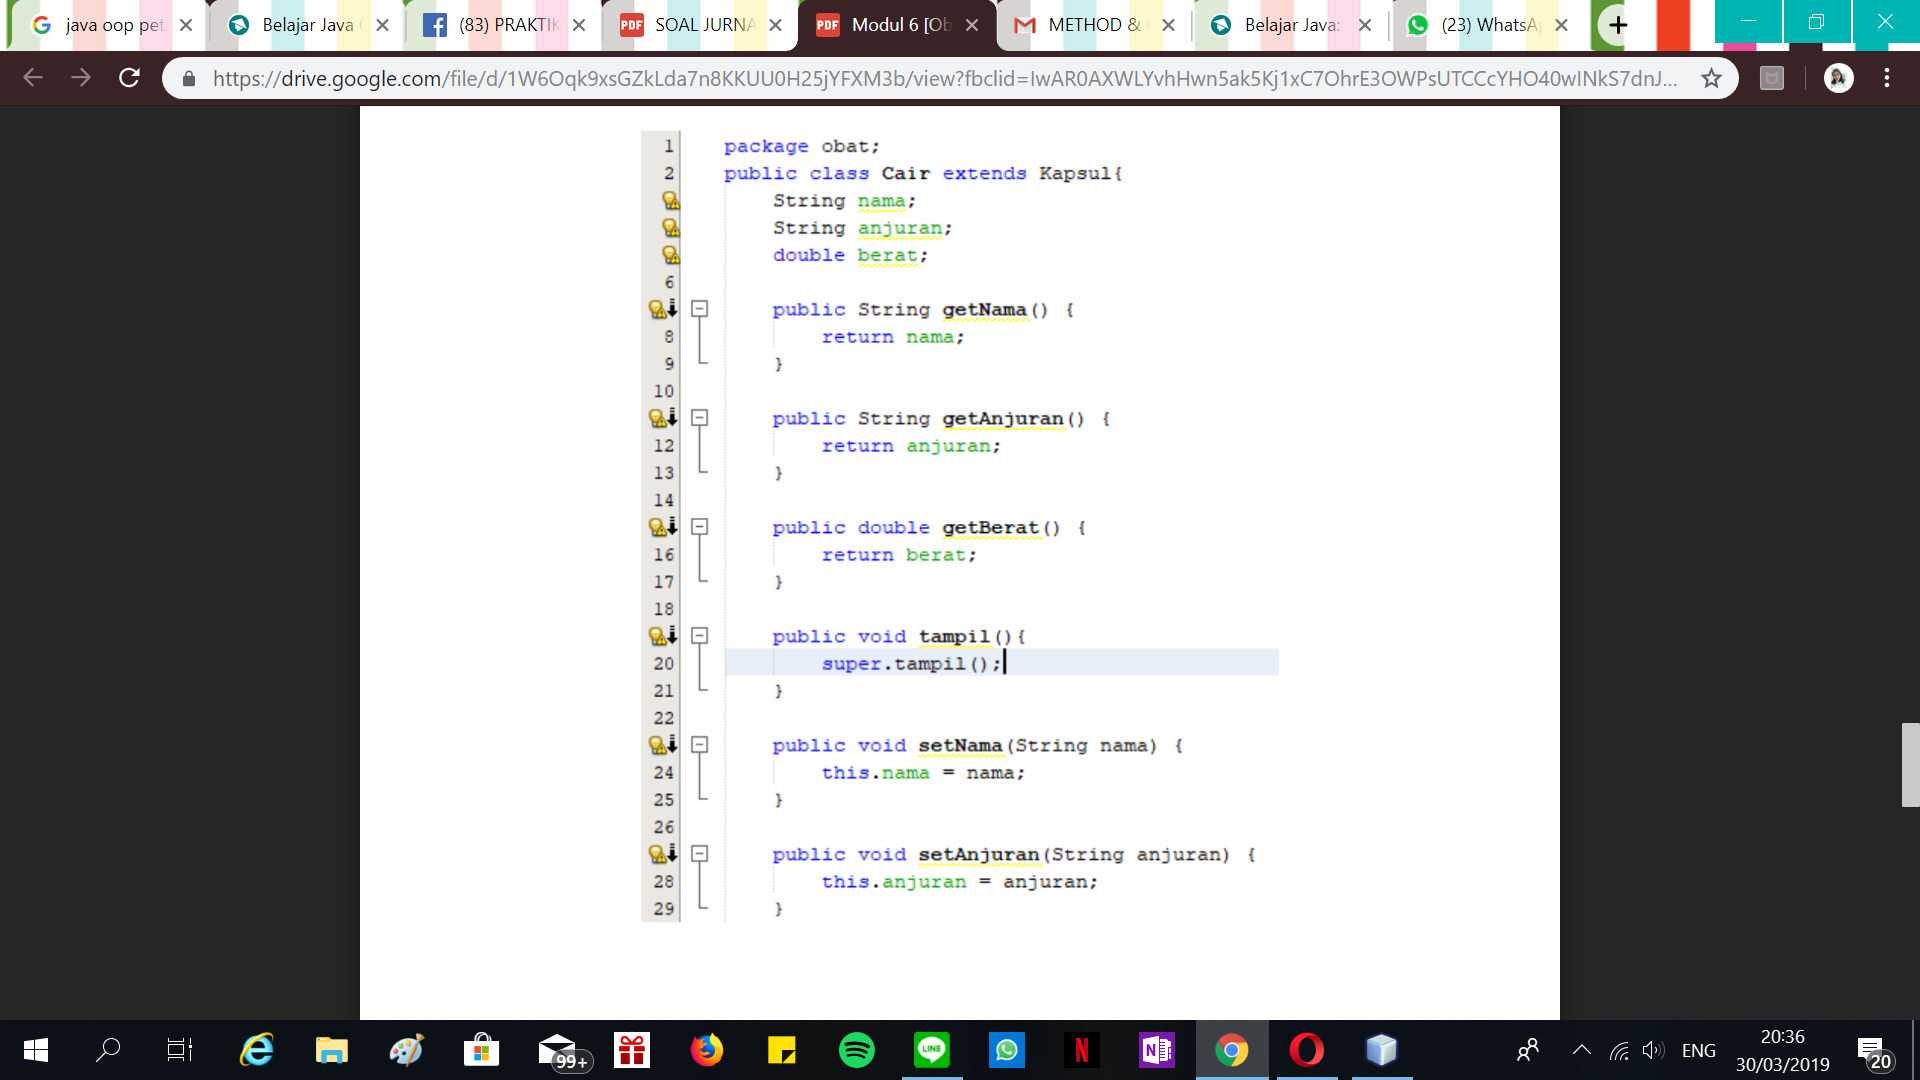 java oop pet
Belajar Java
(83) PRAKTIK
PDF SOAL JURNA
PDF Modul 6 [Ob
METHOD &
Belajar Java:
(23) WhatsA
https://drive.google.com/file/d/1W6Oqk9xsGZkLda7n8KKUU0H25jYFXM3b/view?fbclid=IwAR0AXWLYvhHwn5ak5Kj1xC7OhrE3OWPsUTCCcYHO40wINkS7dnJ...
1 package obat;
2 public class Cair extends Kapsul{
String nama;
String anjuran;
double berat;
6
public String getNama() {
8 return nama;
9 }
10
public String getAnjuran() {
12 return anjuran;
13 }
14
public double getBerat() {
16 return berat;
17 }
18
public void tampil(){
20 super.tampil();
21 }
22
public void setNama(String nama) {
24 this.nama = nama;
25 }
26
public void setAnjuran(String anjuran) {
28 this.anjuran = anjuran;
29 }
99+
LINE
N
N
ENG
20:36
30/03/2019
20